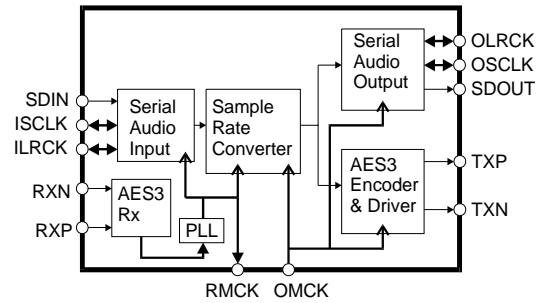 SDIN
ISCLK
ILRCK
RXN
RXP
Serial
Audio
Input
AES3
Rx
PLL
Sample
Rate
Converter
Serial
Audio
Output
AES3
Encoder
& Driver
OLRCK
OSCLK
SDOUT
TXP
TXN
RMCK
OMCK